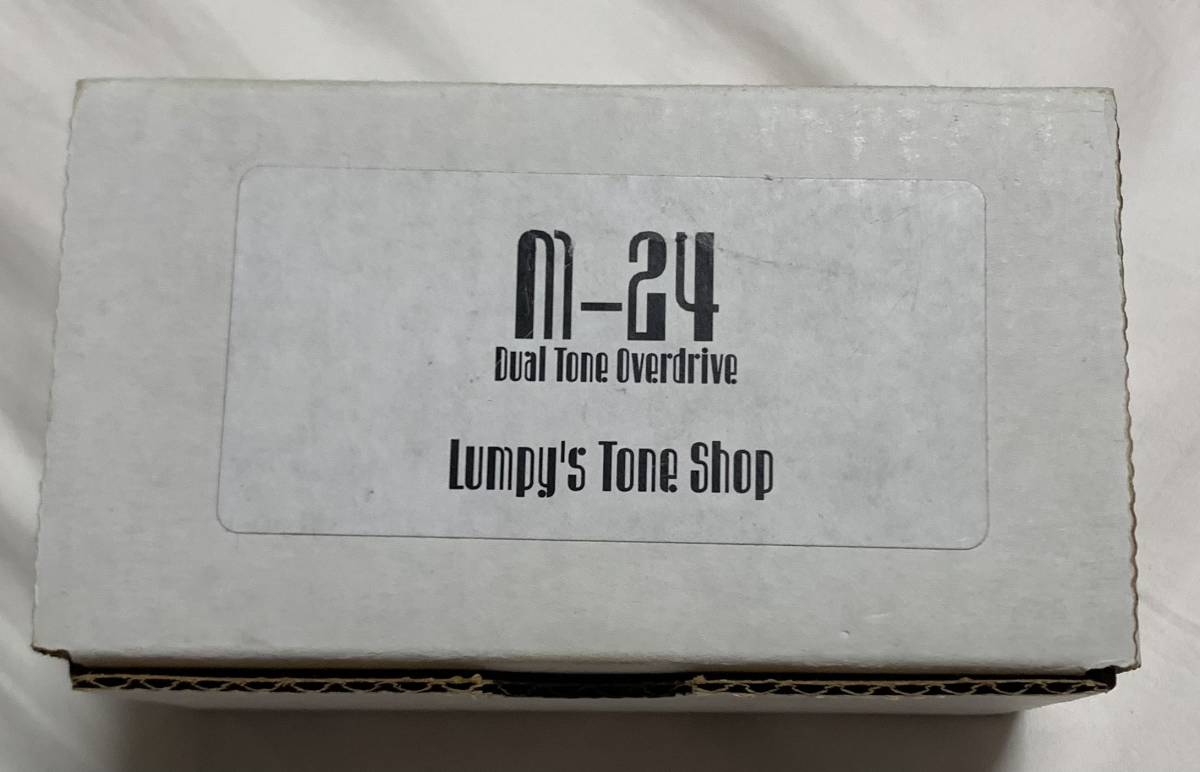 M-24
Dual Tone Overdrive
Lumpy's Tone Shop